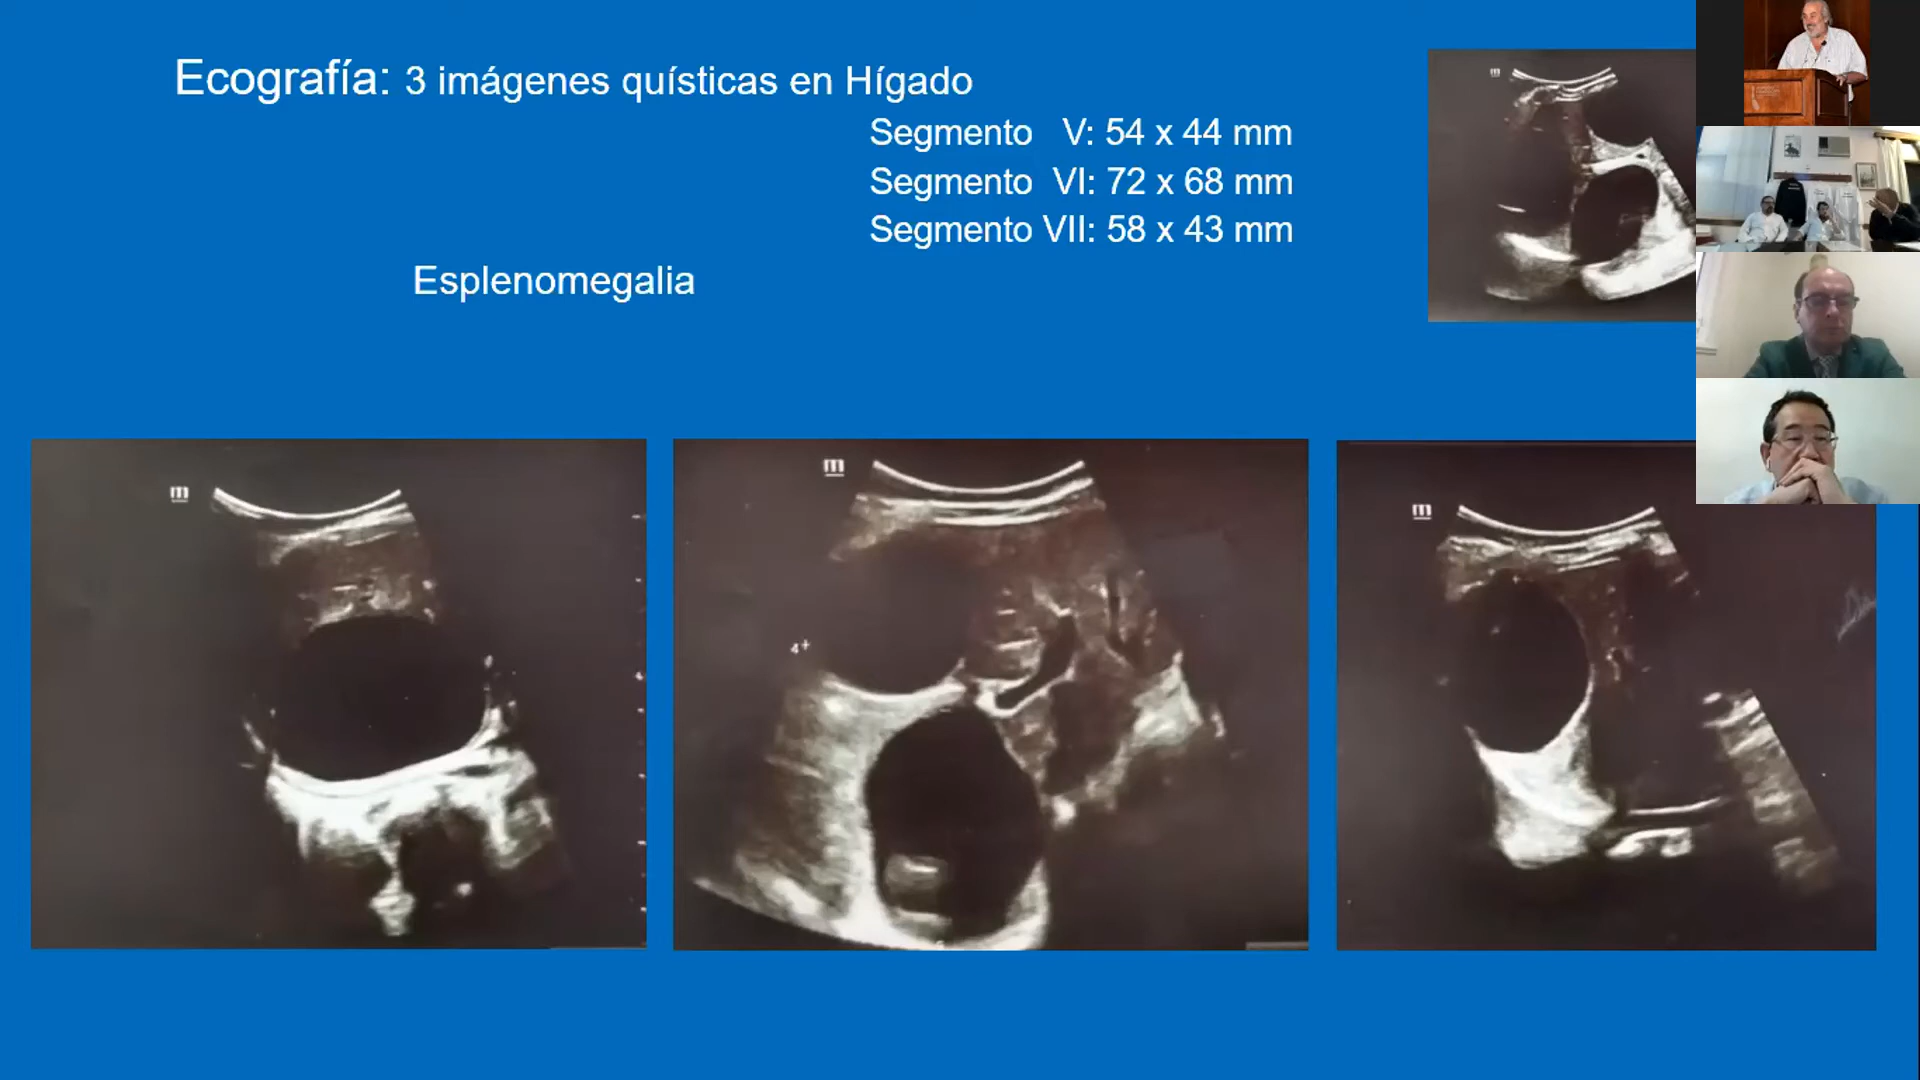 Ecografía: 3 imágenes quísticas en Hígado
Segmento V: 54 x 44 mm
Segmento VI: 72 x 68 mm
Segmento VII: 58 x 43 mm
Esplenomegalia
m
m
m
m
4+